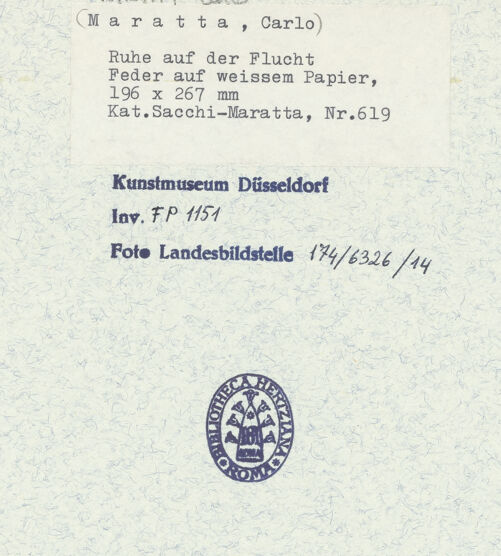 (Maratta, Carlo)
Ruhe auf der Flucht
Feder auf weissem Papier,
196 x 267 mm
Kat.Sacchi-Maratta, Nr.619
Kunstmuseum Düsseldorf
Inv. FP 1151
Foto Landesbildstelle 174/6326/14
BIBLIOTHECA HERTZIANA
ROMA
ROMA